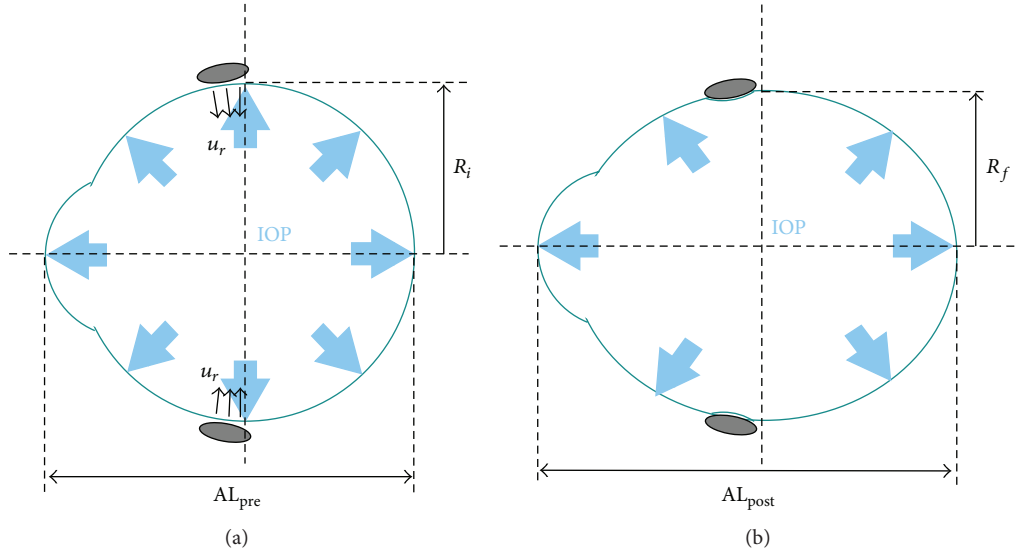 u_r
R_i
IOP
u_r
AL_pre
(a)
R_f
IOP
AL_post
(b)